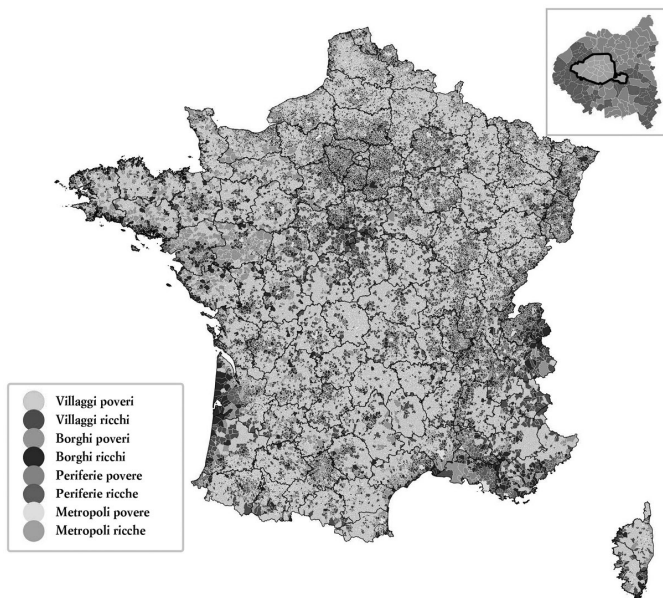 Villaggi poveri
Villaggi ricchi
Borghi poveri
Borghi ricchi
Periferie povere
Periferie ricche
Metropoli povere
Metropoli ricche